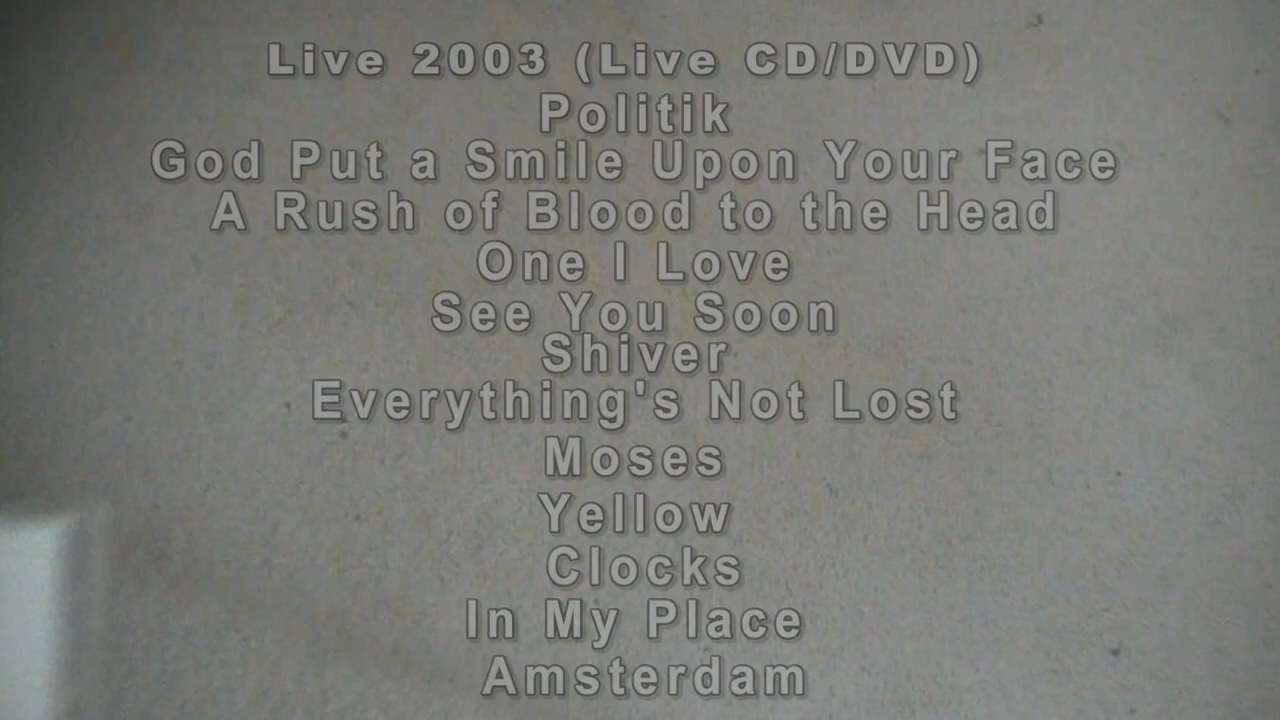 Live 2003 (Live CD/DVD)
Politik
God Put a Smile Upon Your Face
A Rush of Blood to the Head
One I Love
See You Soon
Shiver
Everything's Not Lost
Moses
Yellow
Clocks
In My Place
Amsterdam